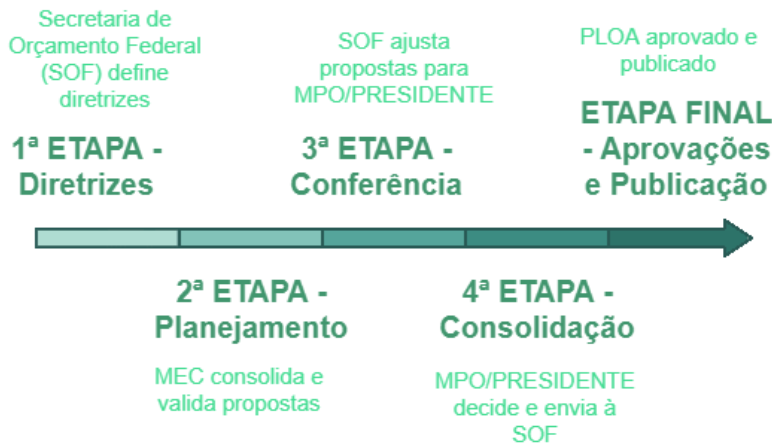 Secretaria de
Orçamento Federal
(SOF) define
diretrizes
1ª ETAPA -
Diretrizes
SOF ajusta
propostas para
MPO/PRESIDENTE
3ª ETAPA -
Conferência
PLOA aprovado e
publicado
ETAPA FINAL
- Aprovações
e Publicação
2ª ETAPA -
Planejamento
MEC consolida e
valida propostas
4ª ETAPA -
Consolidação
MPO/PRESIDENTE
decide e envia à
SOF